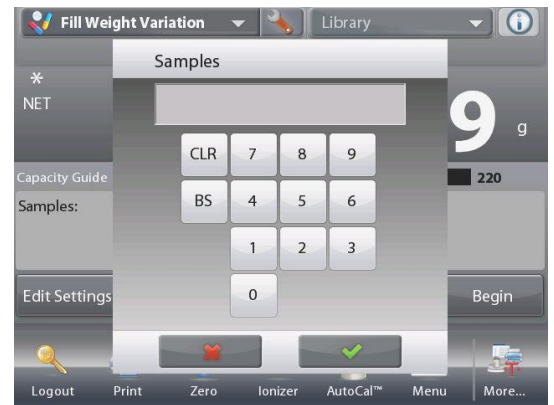 Fill Weight Variation
Library
Samples
*
NET
9 g
Capacity Guide
220
Samples:
CLR 7 8 9
BS 4 5 6
1 2 3
0
Edit Settings
Begin
Logout Print Zero Ionizer AutoCal™ Menu More...